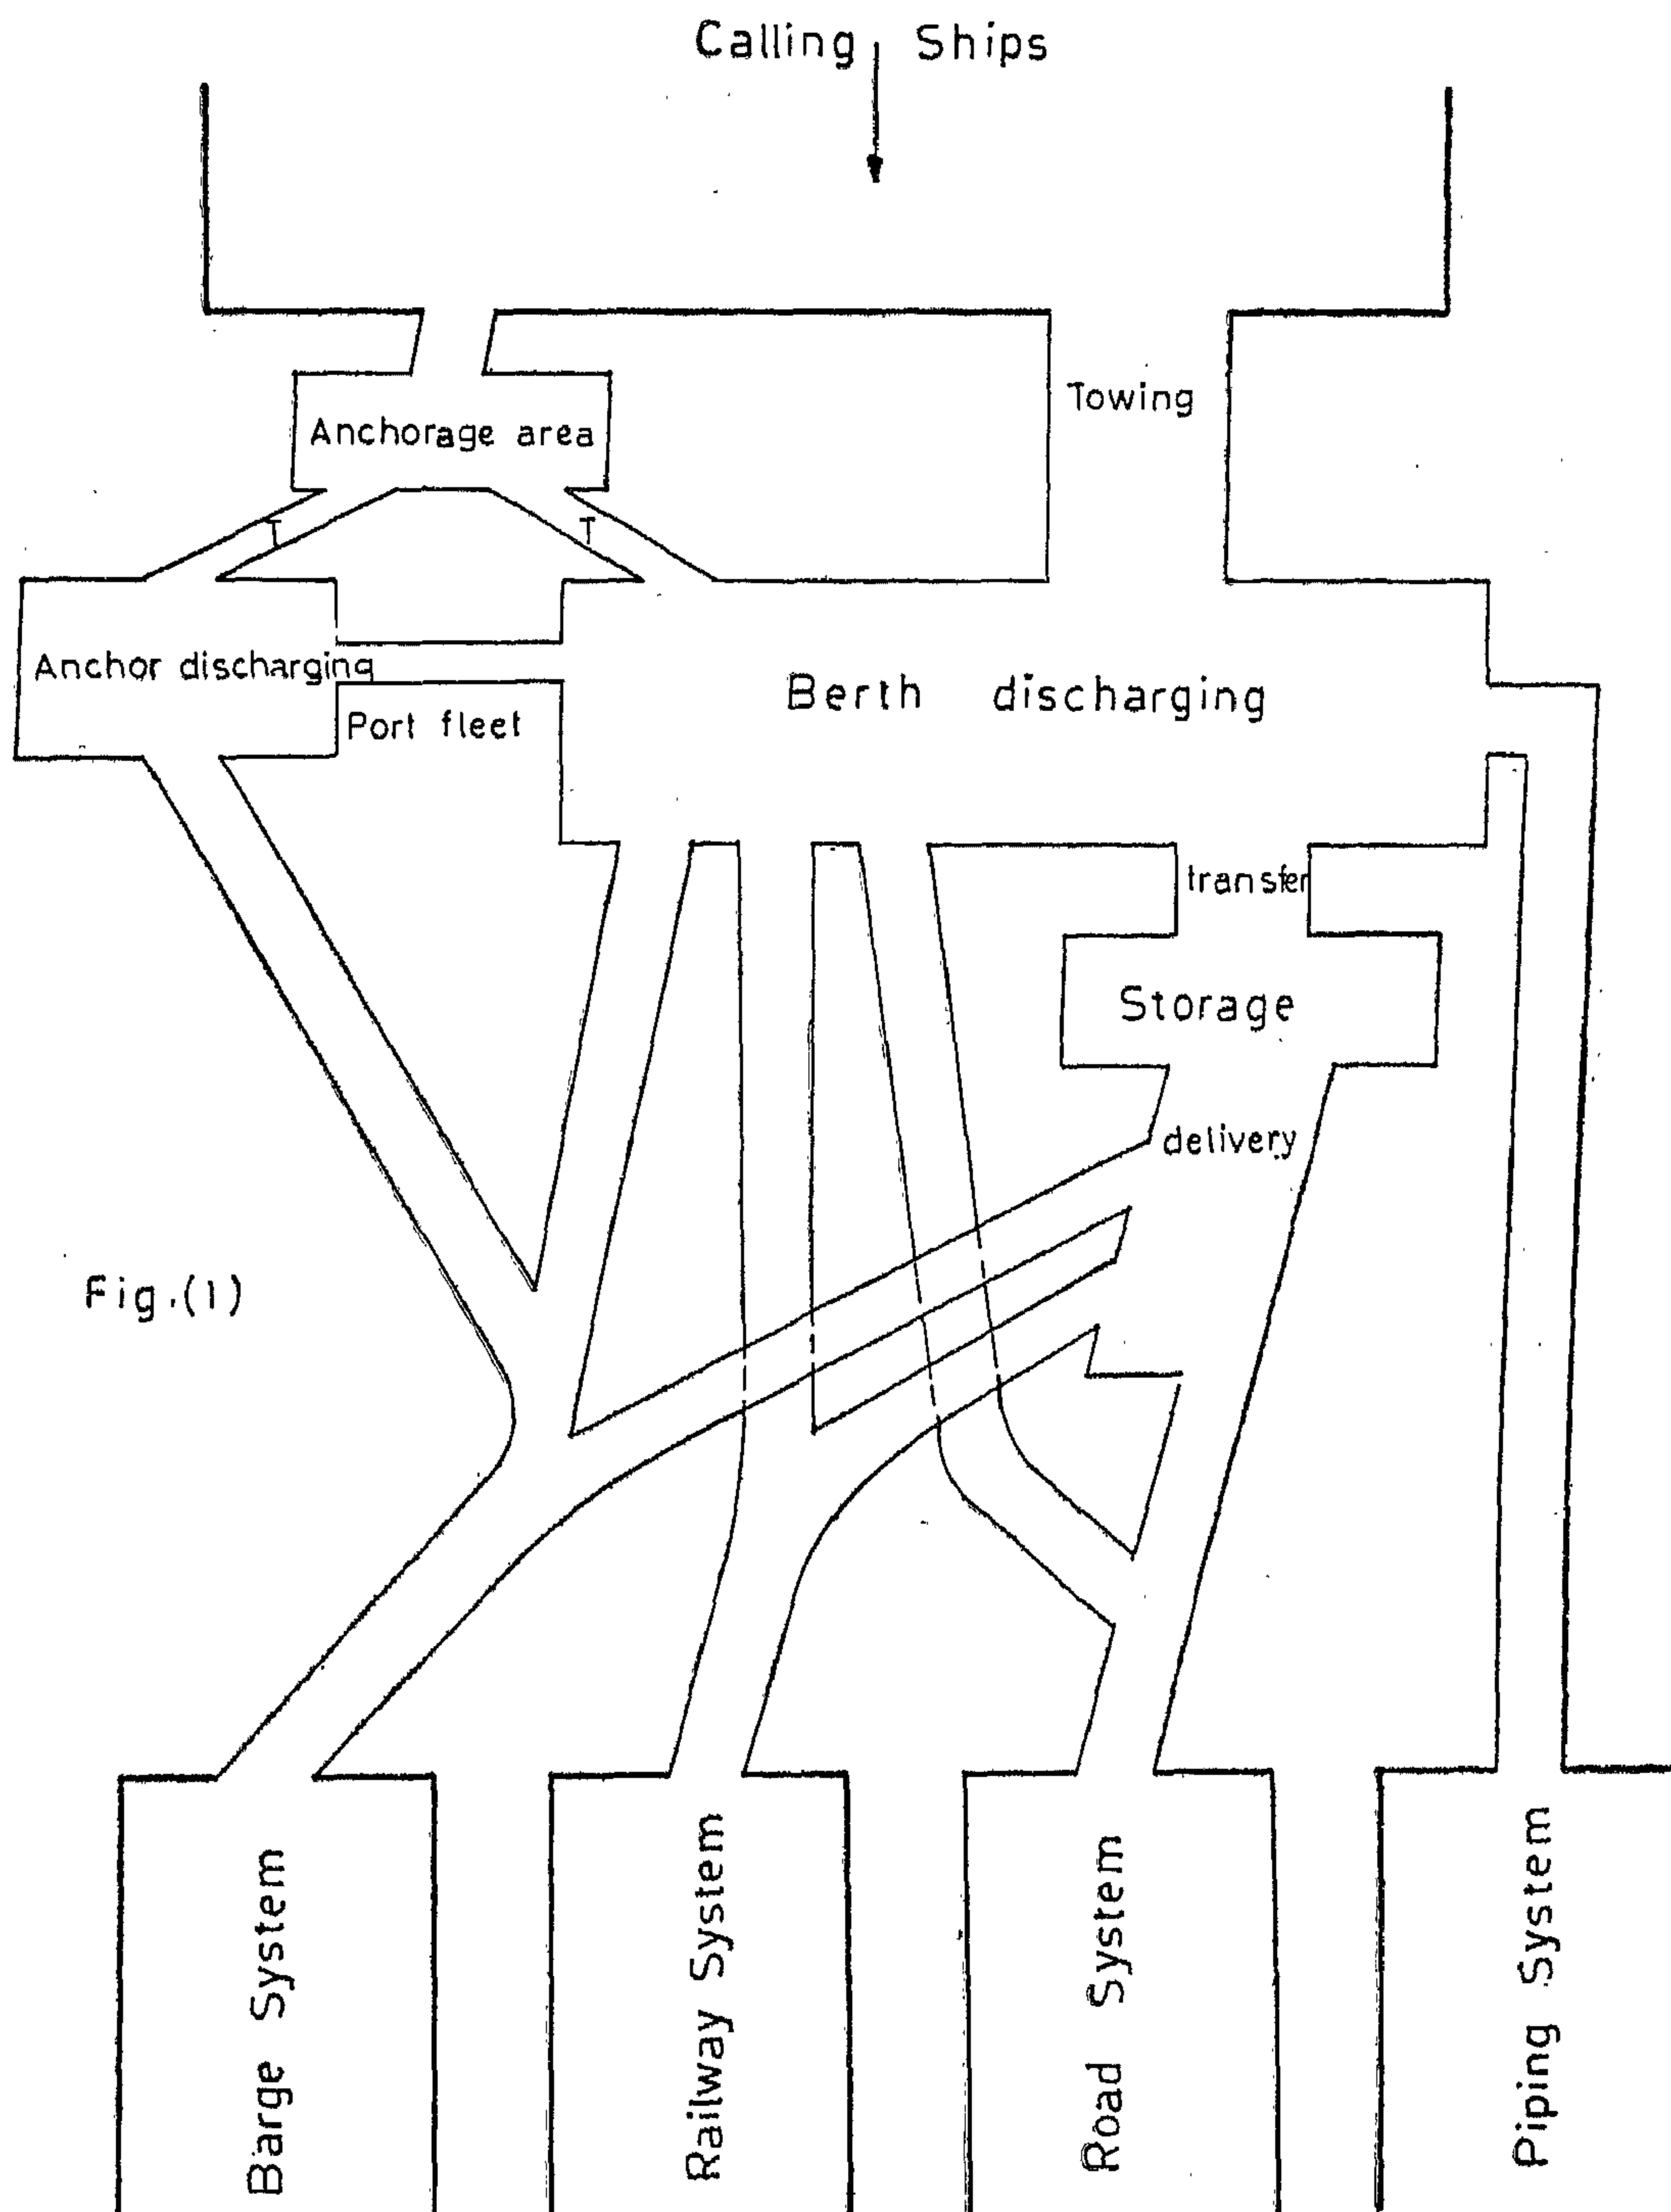 Calling Ships
Towing
Anchorage area
T
T
Anchor discharging
Port fleet
Berth discharging
transfer
Storage
delivery
Fig.(1)
Barge System
Railway System
Road System
Piping System